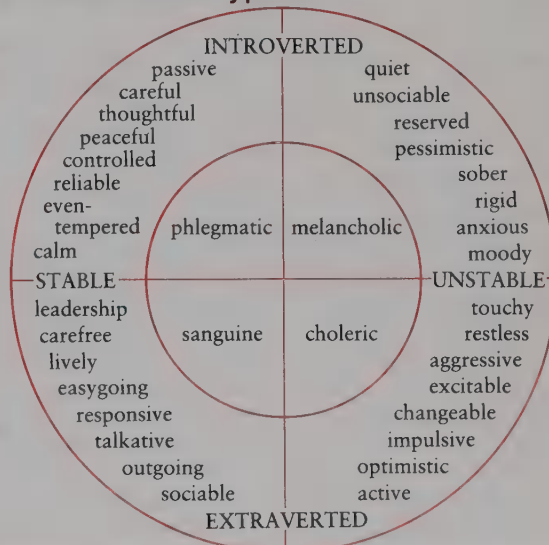 INTROVERTED
passive
careful
thoughtful
peaceful
controlled
reliable
even-
tempered
calm
quiet
unsociable
reserved
pessimistic
sober
rigid
anxious
moody
phlegmatic
melancholic
STABLE
UNSTABLE
sanguine
choleric
leadership
carefree
lively
easygoing
responsive
talkative
outgoing
sociable
touchy
restless
aggressive
excitable
changeable
impulsive
optimistic
active
EXTRAVERTED